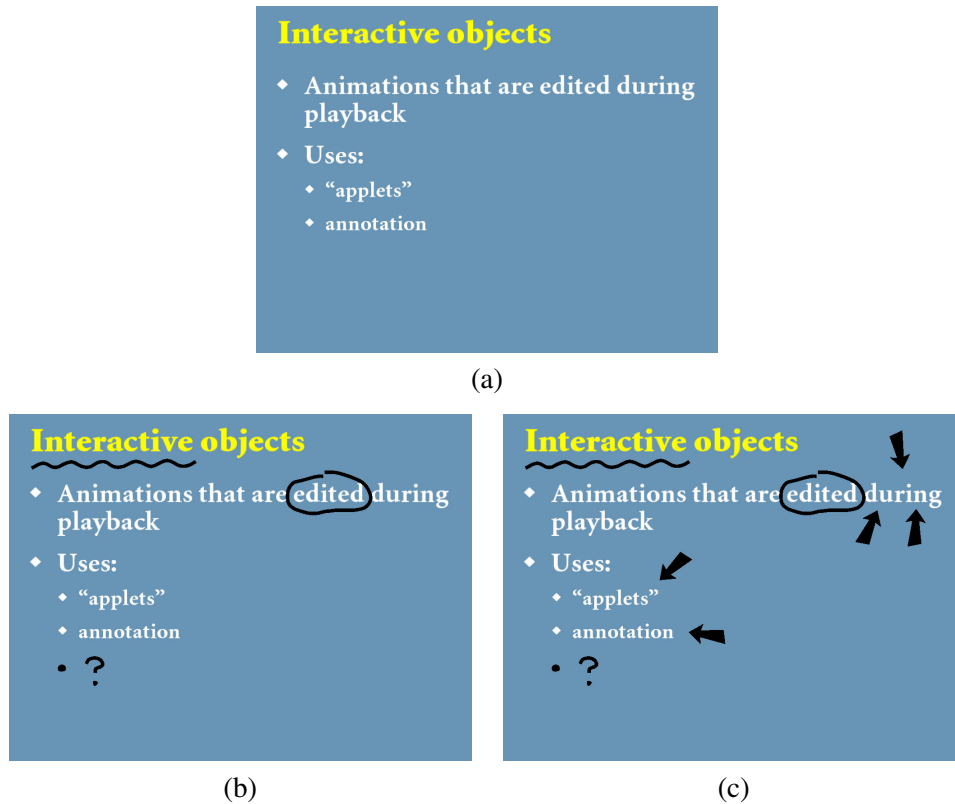 Interactive objects
Animations that are edited during
playback
Uses:
“applets”
annotation
(a)
Interactive objects
Animations that are edited during
playback
Uses:
“applets”
annotation
?
(b)
Interactive objects
Animations that are edited during
playback
Uses:
“applets”
annotation
?
(c)